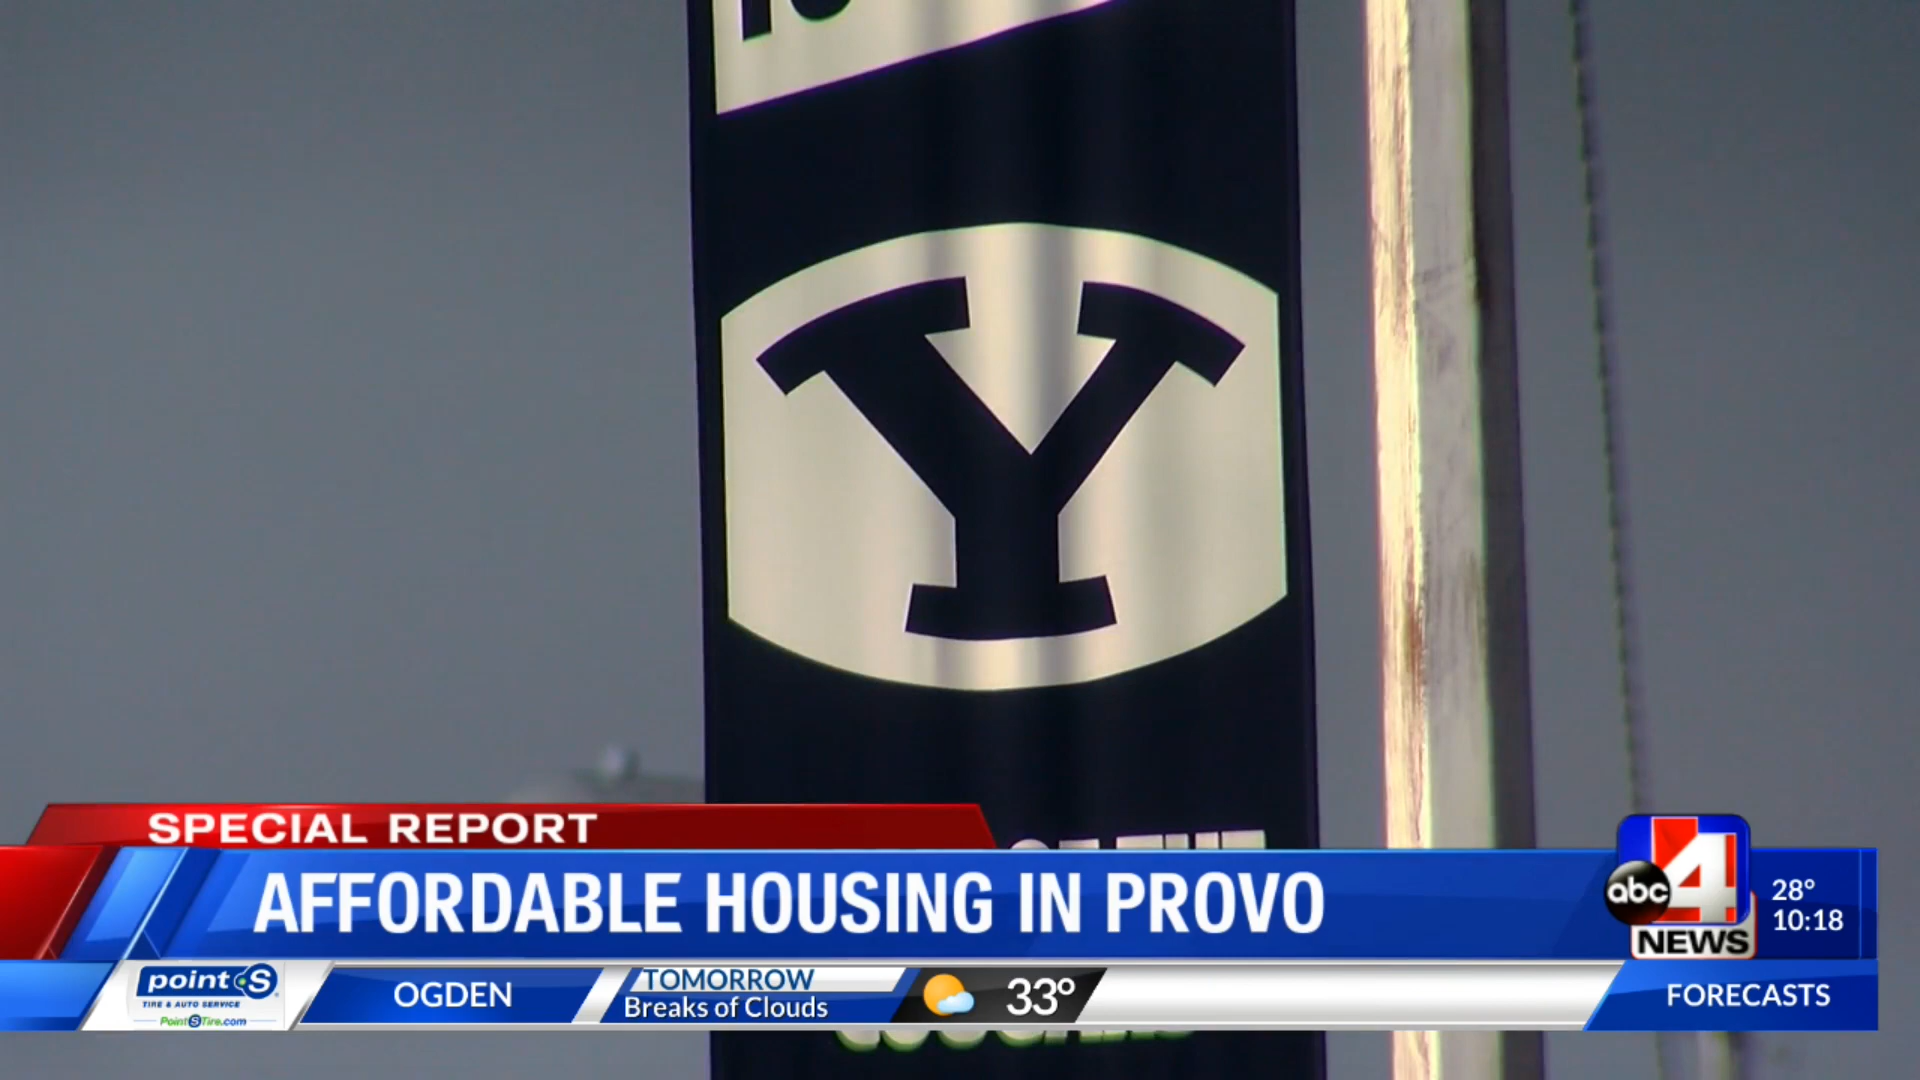 Y
SPECIAL REPORT
AFFORDABLE HOUSING IN PROVO
abc 4
NEWS
28°
10:18
point S
TIRE & AUTO SERVICE
PointSTire.com
OGDEN
TOMORROW
Breaks of Clouds
33°
FORECASTS